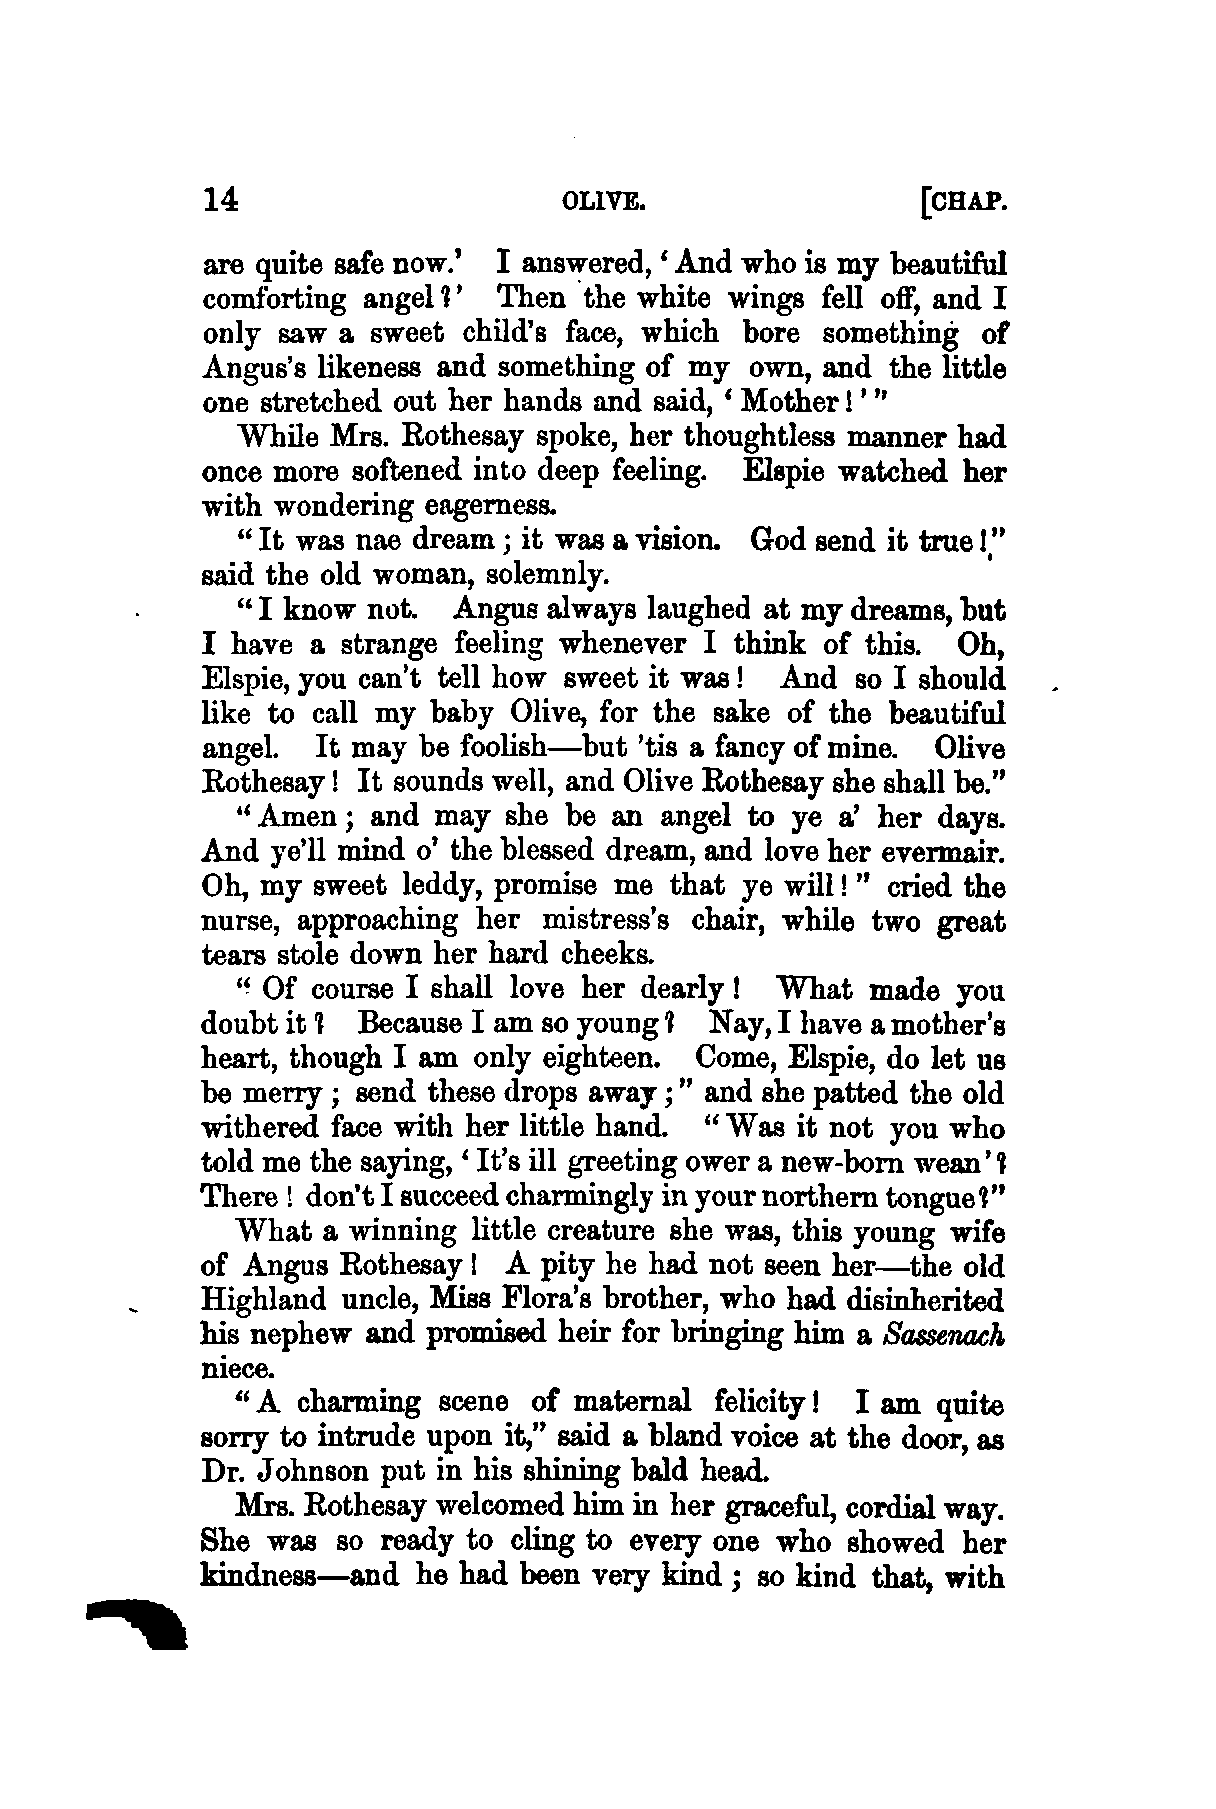 14 OLIVE. [CHAP.
are quite safe now.' I answered, 'And who is my beautiful
comforting angel?' Then the white wings fell off, and I
only saw a sweet child's face, which bore something of
Angus's likeness and something of my own, and the little
one stretched out her hands and said, 'Mother!'"
While Mrs. Rothesay spoke, her thoughtless manner had
once more softened into deep feeling. Elspie watched her
with wondering eagerness.
"It was nae dream; it was a vision. God send it true!"
said the old woman, solemnly.
"I know not. Angus always laughed at my dreams, but
I have a strange feeling whenever I think of this. Oh,
Elspie, you can't tell how sweet it was! And so I should
like to call my baby Olive, for the sake of the beautiful
angel. It may be foolish—but 'tis a fancy of mine. Olive
Rothesay! It sounds well, and Olive Rothesay she shall be."
"Amen; and may she be an angel to ye a' her days.
And ye'll mind o' the blessed dream, and love her evermair.
Oh, my sweet leddy, promise me that ye will!" cried the
nurse, approaching her mistress's chair, while two great
tears stole down her hard cheeks.
"Of course I shall love her dearly! What made you
doubt it? Because I am so young? Nay, I have a mother's
heart, though I am only eighteen. Come, Elspie, do let us
be merry; send these drops away;" and she patted the old
withered face with her little hand. "Was it not you who
told me the saying, 'It's ill greeting ower a new-born wean'?
There! don't I succeed charmingly in your northern tongue?"
What a winning little creature she was, this young wife
of Angus Rothesay! A pity he had not seen her—the old
Highland uncle, Miss Flora's brother, who had disinherited
his nephew and promised heir for bringing him a Sassenach
niece.
"A charming scene of maternal felicity! I am quite
sorry to intrude upon it," said a bland voice at the door, as
Dr. Johnson put in his shining bald head.
Mrs. Rothesay welcomed him in her graceful, cordial way.
She was so ready to cling to every one who showed her
kindness—and he had been very kind; so kind that, with